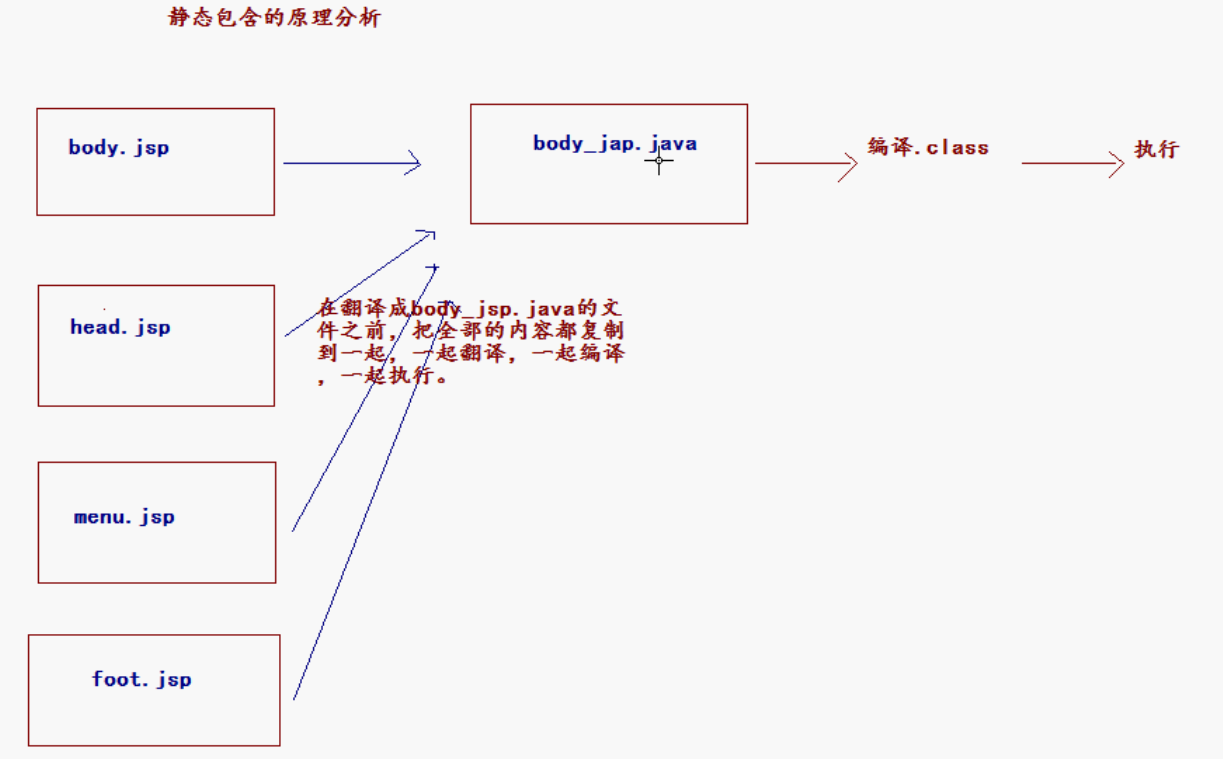 静态包含的原理分析
body.jsp
body_jap.java
编译.class
执行
head.jsp
在翻译成body_jsp.java的文
件之前，把全部的内容都复制
到一起，一起翻译，一起编译
，一起执行。
menu.jsp
foot.jsp